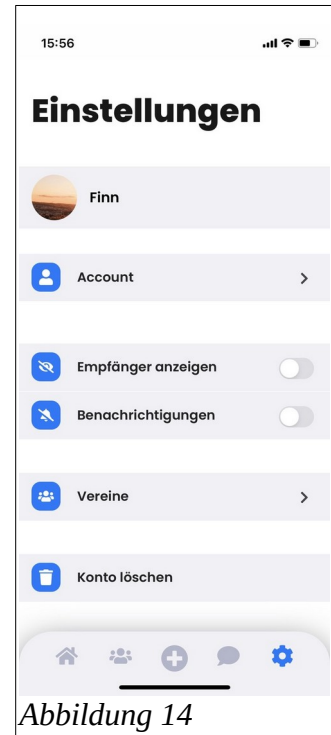 15:56
Einstellungen
Finn
Account
Empfänger anzeigen
Benachrichtigungen
Vereine
Konto löschen
Abbildung 14